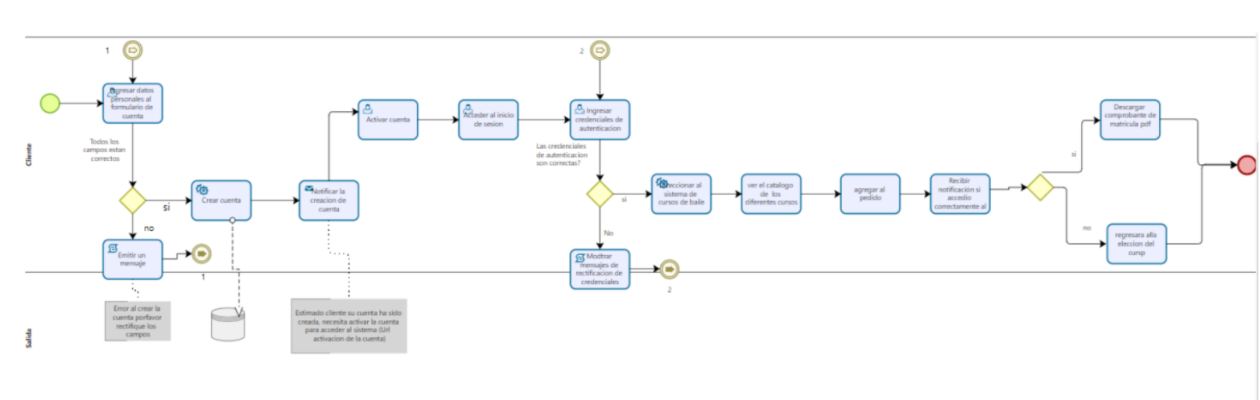 1
2
Cliente
Ingresar datos
personales al
formulario de
cuenta
Todos los
campos estan
correctos
si
no
Emitir un
mensaje
1
Crear cuenta
Notificar la
creacion de
cuenta
Activar cuenta
Acceder al inicio
de sesion
Ingresar
credenciales de
autenticacion
Las credenciales
de autenticacion
son correctas?
si
No
Modtrar
mensajes de
rectificacion de
credenciales
2
sistema de
cursos de baile
ver el catalogo
de los
diferentes cursos
agregar al
pedido
Recibir
notificación si
accedio
correctamente al
si
no
Descargar
comprobante de
matricula pdf
regresara alla
eleccion del
Salida
Error al crear la
cuenta porfavor
rectifique los
campos
Estimado cliente su cuenta ha sido
creada, necesita activar la cuenta
para acceder al sistema (Url
activacion de la cuenta)